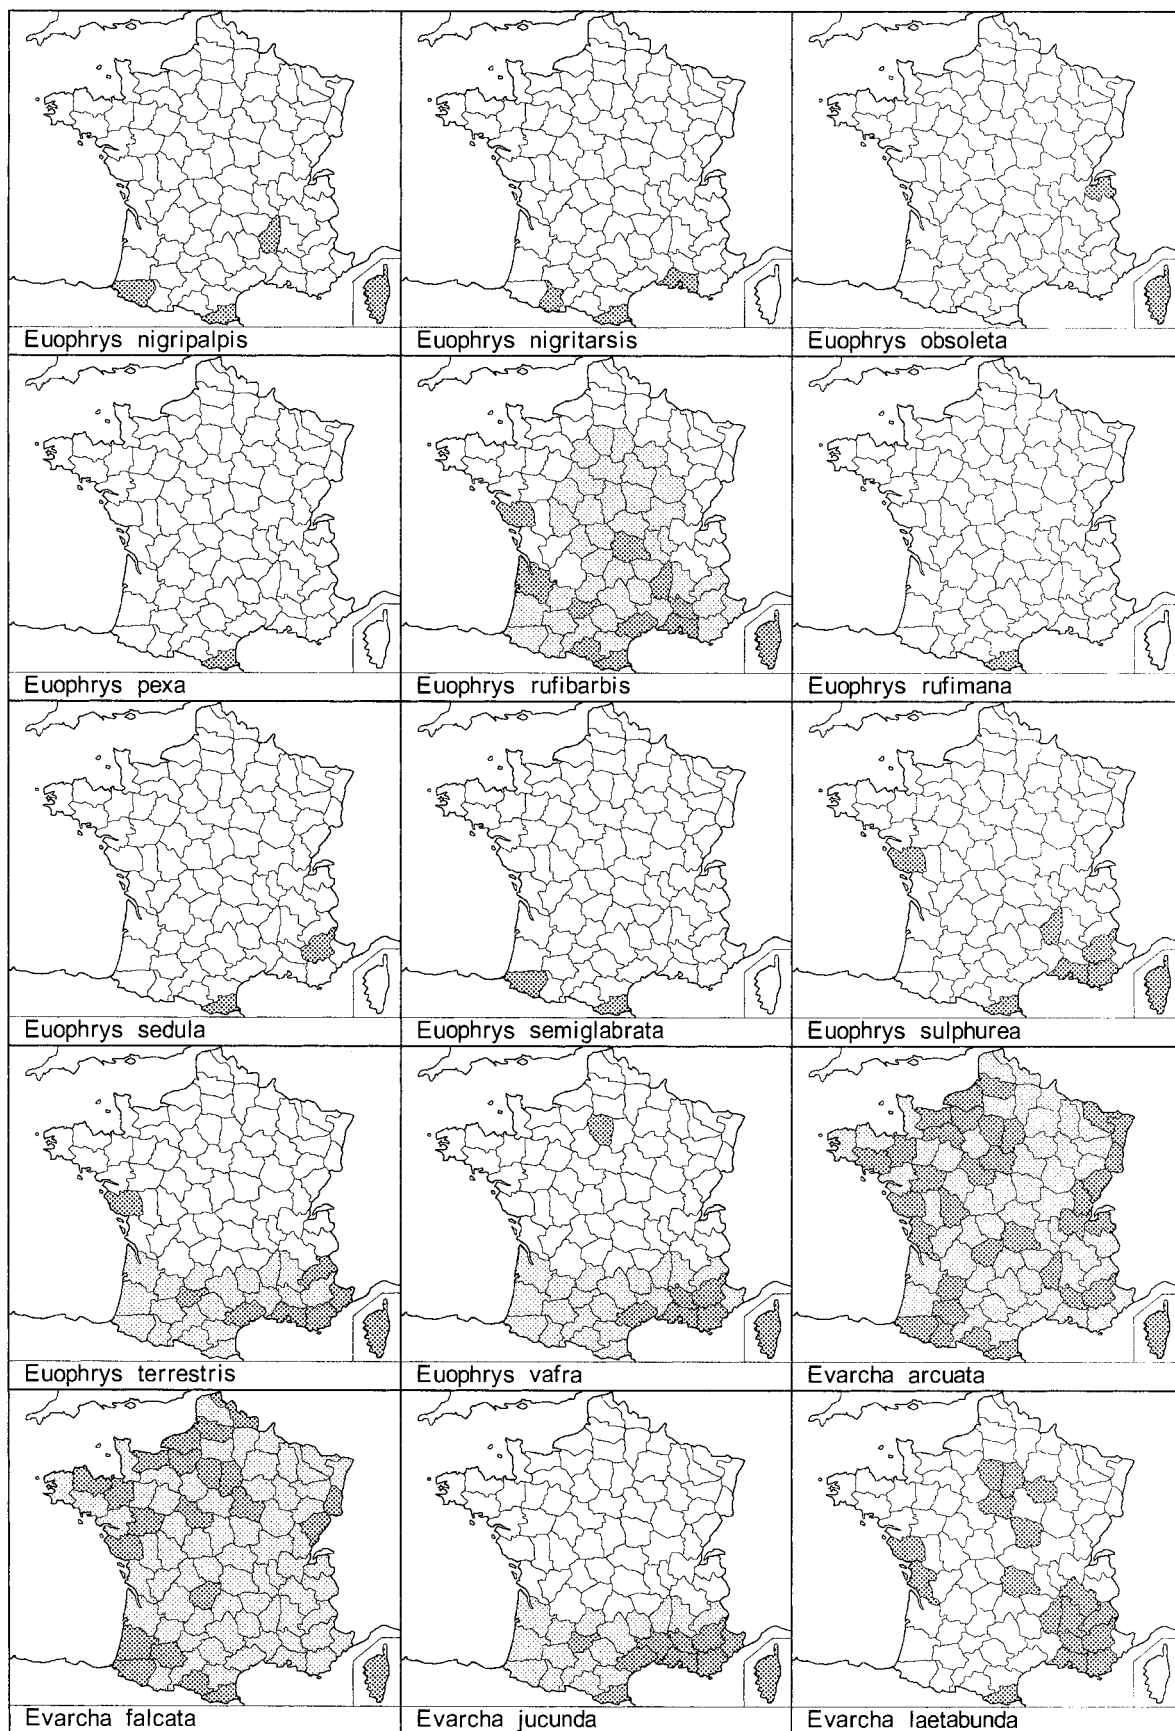 Euophrys nigripalpis
Euophrys nigritarsis
Euophrys obsoleta
Euophrys pexa
Euophrys rufibarbis
Euophrys rufimana
Euophrys sedula
Euophrys semiglabrata
Euophrys sulphurea
Euophrys terrestris
Euophrys vafra
Evarcha arcuata
Evarcha falcata
Evarcha jucunda
Evarcha laetabunda